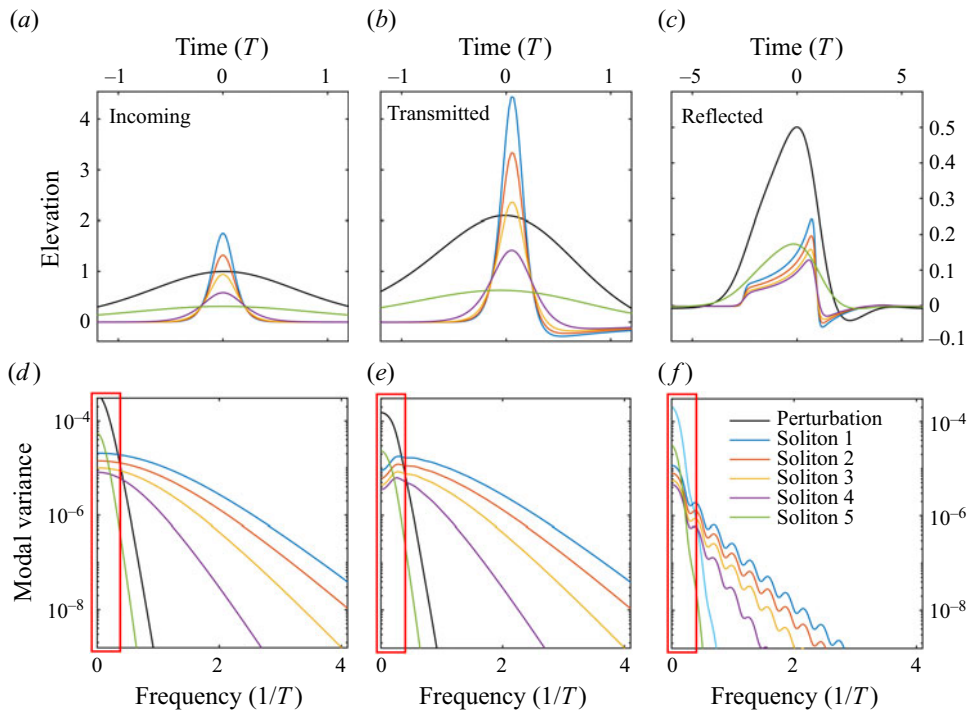 (a)
(b)
(c)
Time (T)
Time (T)
Time (T)
–1 0 1
–1 0 1
–5 0 5
Incoming
Transmitted
Reflected
4
3
2
1
0
Elevation
0.5
0.4
0.3
0.2
0.1
0
–0.1
(d)
(e)
(f)
10–4
10–6
10–8
Modal variance
Perturbation
Soliton 1
Soliton 2
Soliton 3
Soliton 4
Soliton 5
10–4
10–6
10–8
0 2 4
0 2 4
0 2 4
Frequency (1/T)
Frequency (1/T)
Frequency (1/T)